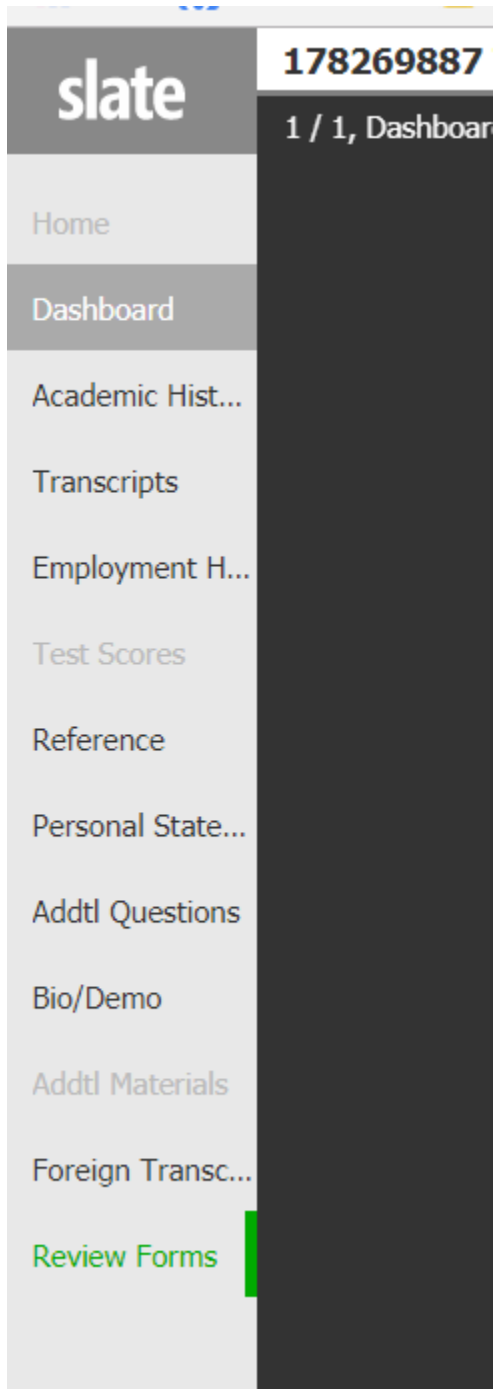 slate
178269887
1 / 1, Dashboar
Home
Dashboard
Academic Hist...
Transcripts
Employment H...
Test Scores
Reference
Personal State...
Addtl Questions
Bio/Demo
Addtl Materials
Foreign Transc...
Review Forms